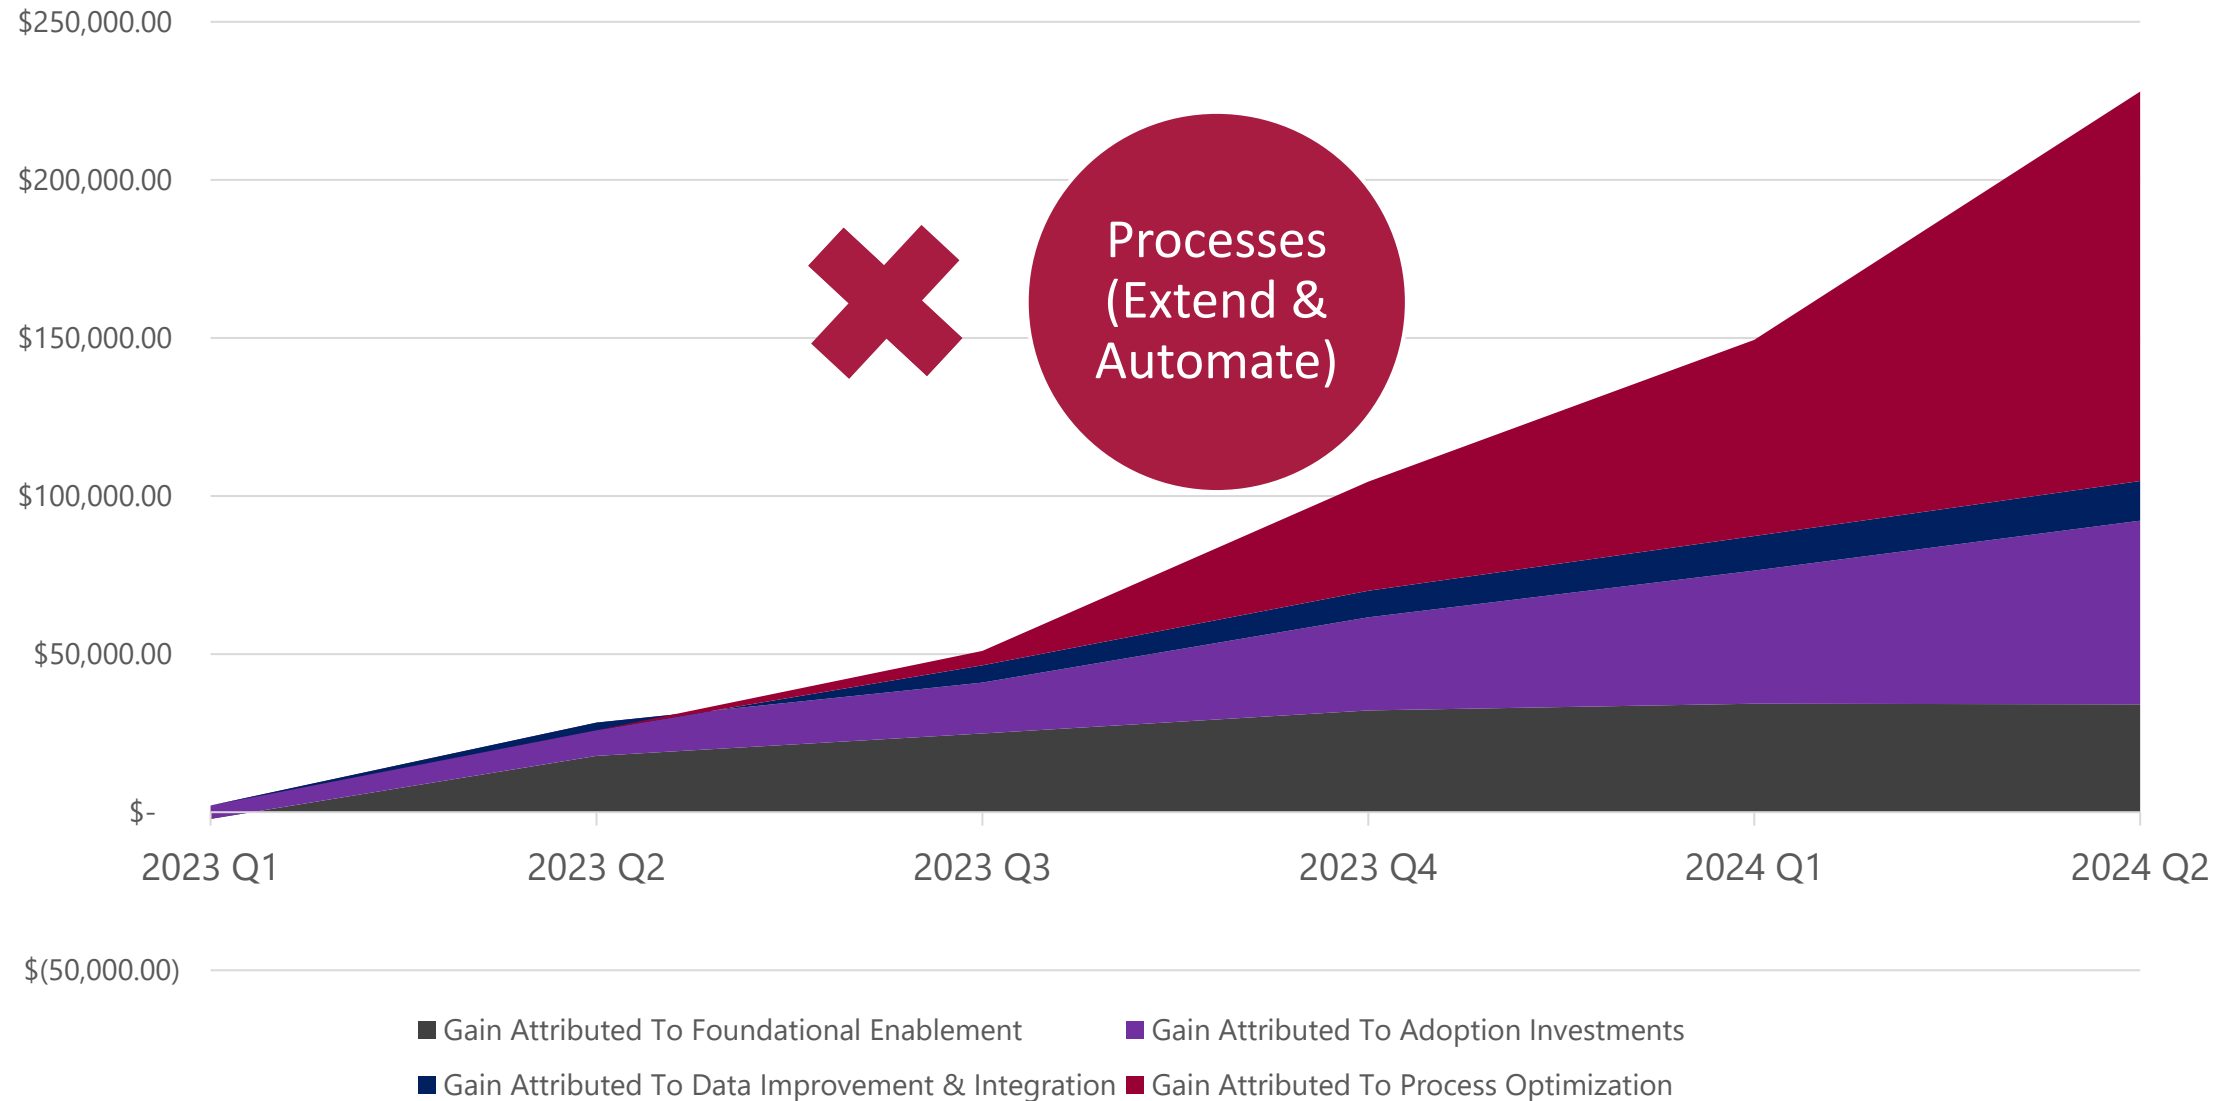 $250,000.00
$200,000.00
$150,000.00
$100,000.00
$50,000.00
$-
$(50,000.00)
Processes
(Extend &
Automate)
2023 Q1
2023 Q2
2023 Q3
2023 Q4
2024 Q1
2024 Q2
Gain Attributed To Foundational Enablement
Gain Attributed To Adoption Investments
Gain Attributed To Data Improvement & Integration
Gain Attributed To Process Optimization